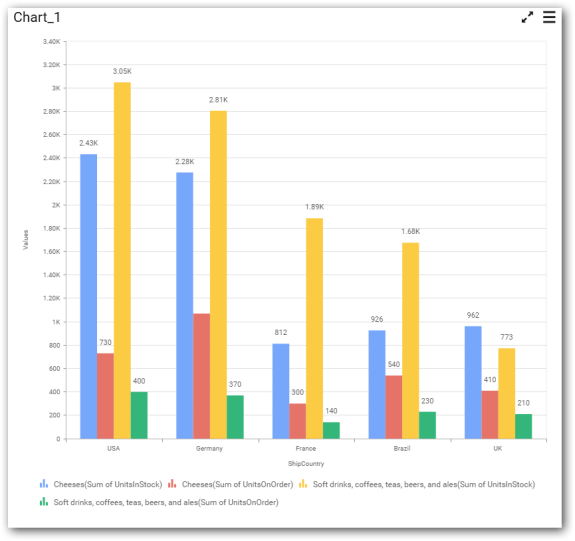 Chart_1
3.40K
3.20K
3K
2.80K
2.60K
2.40K
2.20K
2K
1.80K
1.60K
1.40K
1.20K
1K
800
600
400
200
0
Values
2.43K
730
3.05K
400
2.28K
2.81K
370
812
300
1.89K
140
926
540
1.68K
230
962
410
773
210
USA
Germany
France
Brazil
UK
ShipCountry
Cheeses(Sum of UnitsInStock)
Cheeses(Sum of UnitsOnOrder)
Soft drinks, coffees, teas, beers, and ales(Sum of UnitsInStock)
Soft drinks, coffees, teas, beers, and ales(Sum of UnitsOnOrder)